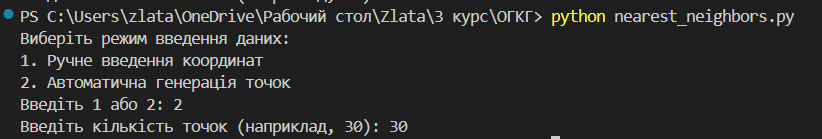 PS C:\Users\zlata\OneDrive\Рабочий стол\Zlata\3 курс\ОГКГ> python nearest_neighbors.py
Виберіть режим введення даних:
1. Ручне введення координат
2. Автоматична генерація точок
Введіть 1 або 2: 2
Введіть кількість точок (наприклад, 30): 30